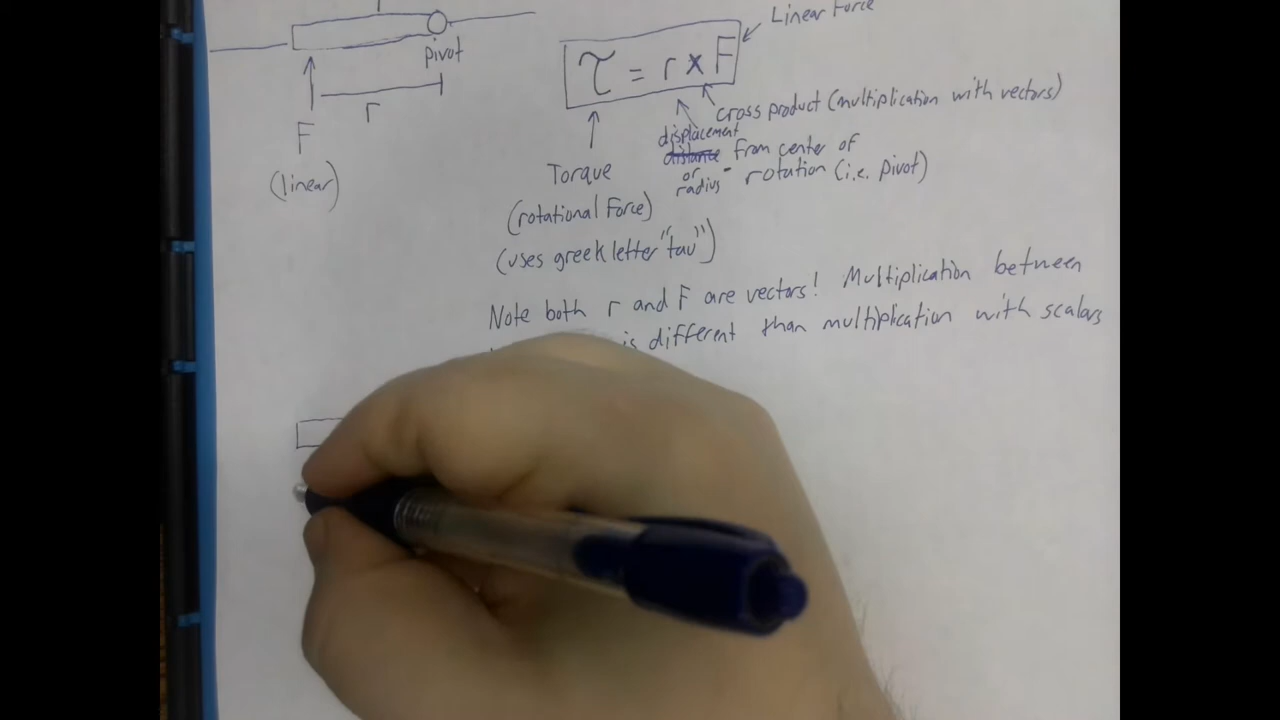 Linear Force
pivot
τ = r x F
r
cross product (multiplication with vectors)
F
displacement
distance from center of
or
radius - rotation (i.e. pivot)
Torque
(linear)
(rotational Force)
(uses greek letter "tau")
Note both r and F are vectors! Multiplication between
is different than multiplication with scalars